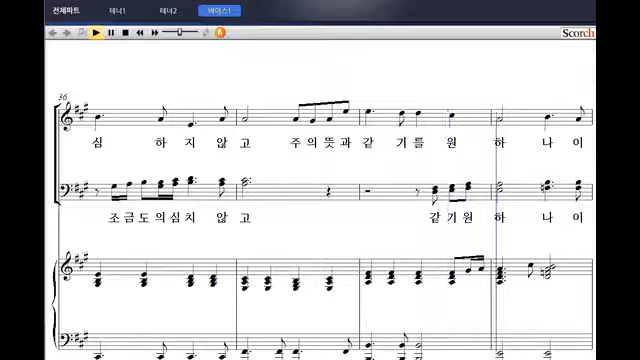 전체파트 테너1 테너2 베이스1
Scorch
36
심 하지 않고 주의뜻과 같 기를 원 하 나 이
조금도의심치 않고 같기원 하 나 이